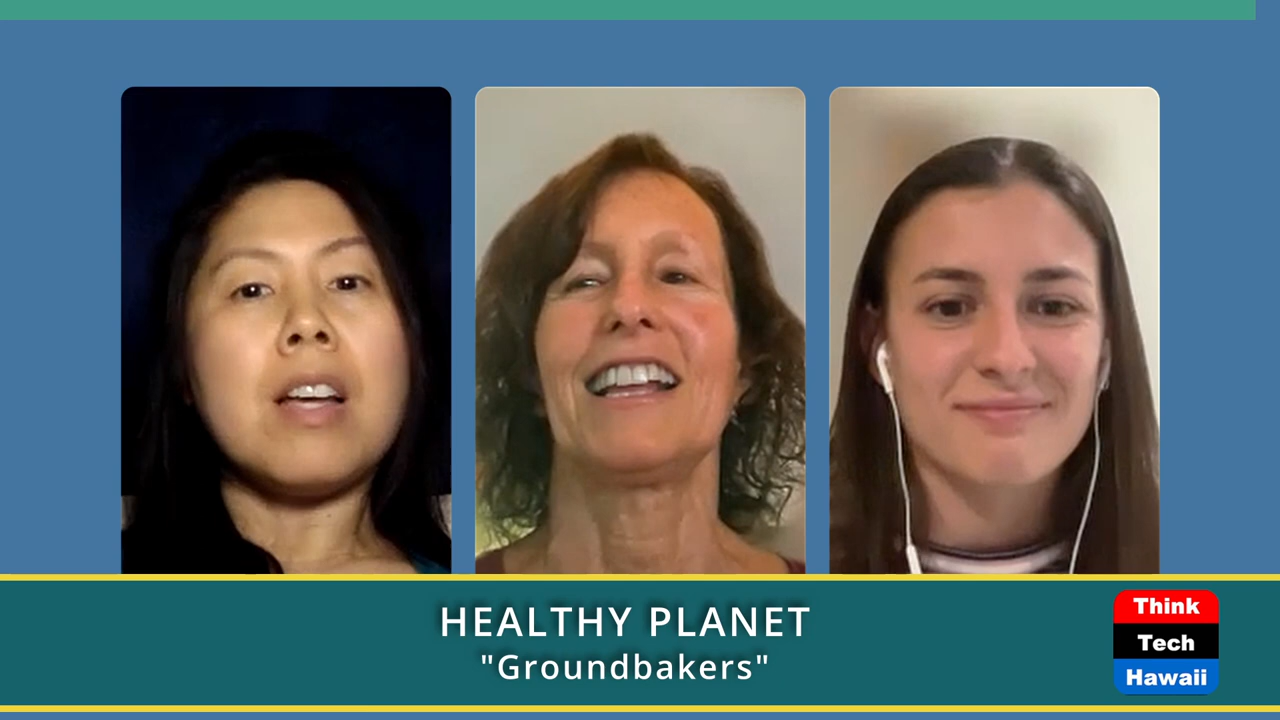 HEALTHY PLANET
"Groundbakers"
Think
Tech
Hawaii